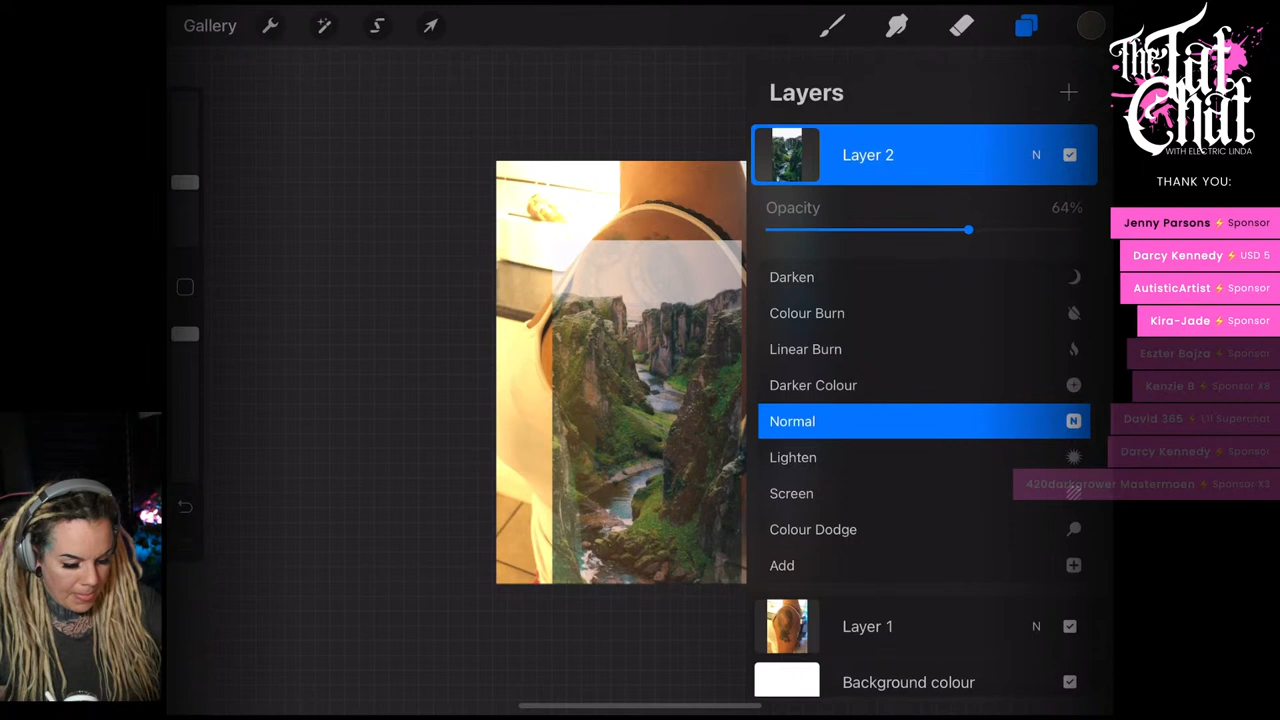 Gallery
Layers
Layer 2
N
Opacity
64%
Darken
Colour Burn
Linear Burn
Darker Colour
Normal
N
Lighten
Screen
Colour Dodge
Add
Layer 1
N
Background colour
The Tat Chat
WITH ELECTRIC LINDA
THANK YOU:
Jenny Parsons ⚡ Sponsor
Darcy Kennedy ⚡ USD 5
AutisticArtist ⚡ Sponsor
Kira-Jade ⚡ Sponsor
Eszter Bajza ⚡ Sponsor
Kenzie B ⚡ Sponsor X8
David 365 ⚡ 1,11 Superchat
Darcy Kennedy ⚡ Sponsor
420darkgrower Mastermoen ⚡ Sponsor X3